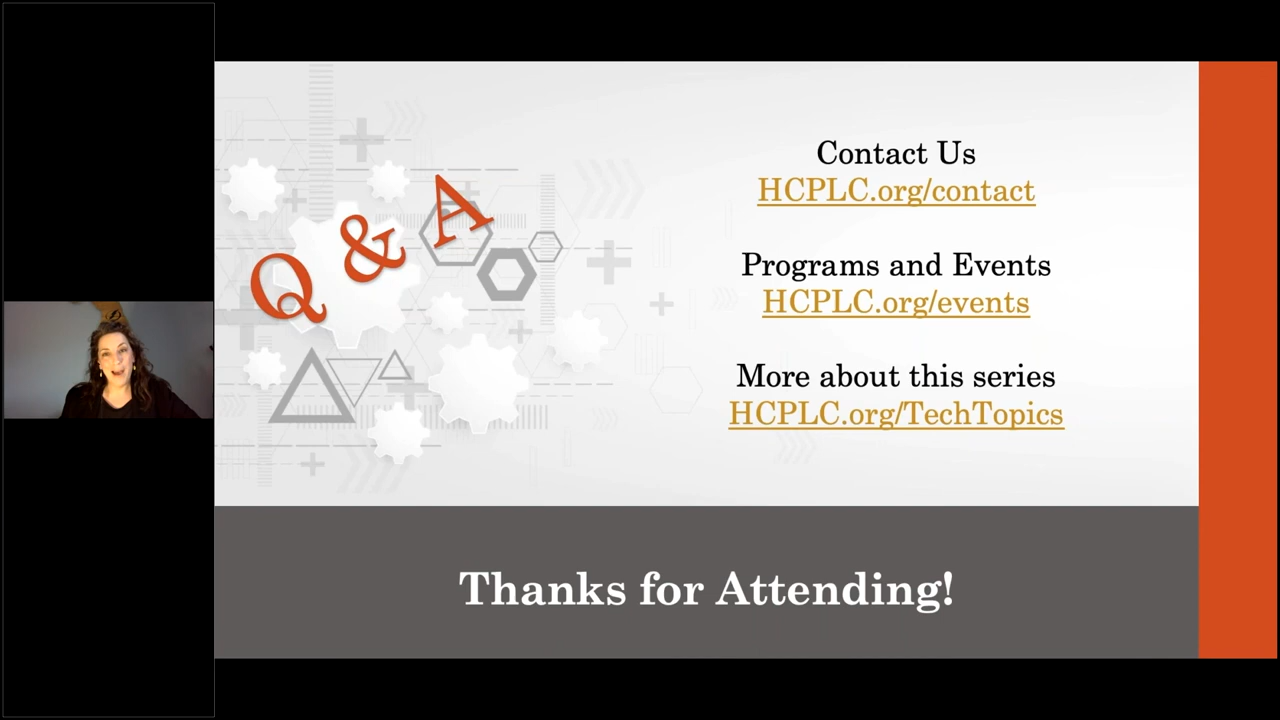 Q & A
Contact Us
HCPLC.org/contact
Programs and Events
HCPLC.org/events
More about this series
HCPLC.org/TechTopics
Thanks for Attending!